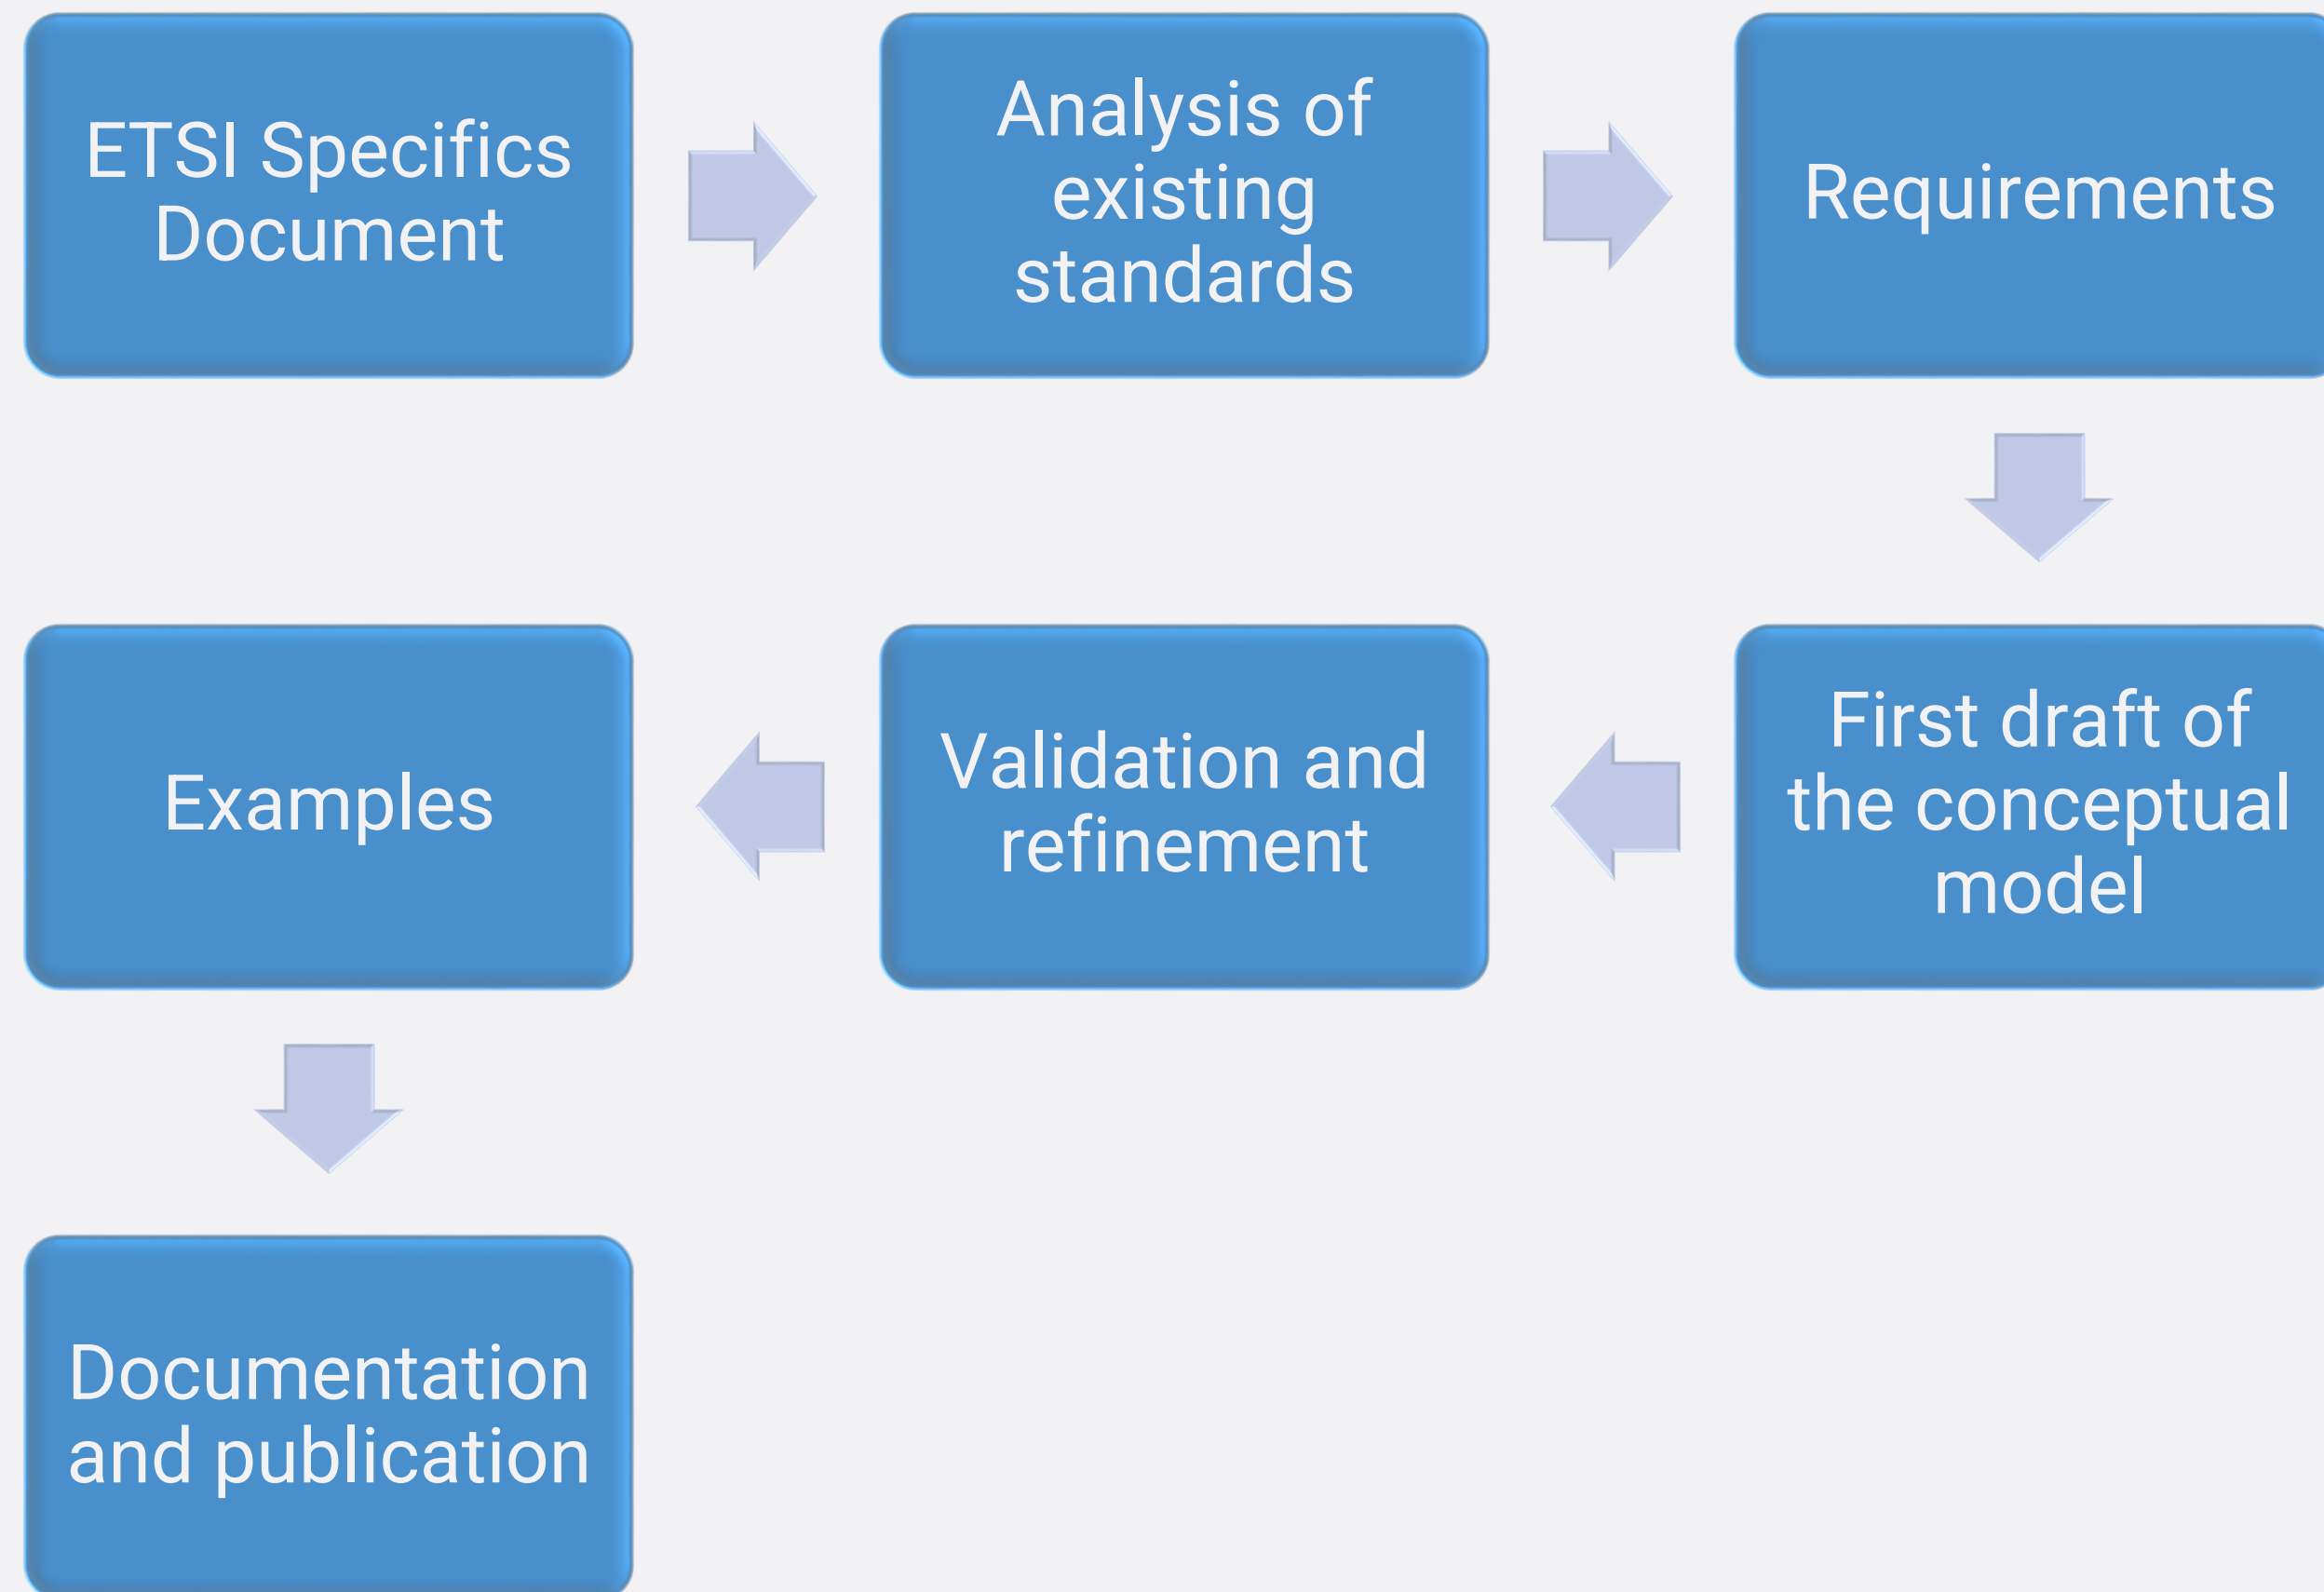 ETSI Specifics
Document
Analysis of
existing
standards
Requirements
First draft of
the conceptual
model
Validation and
refinement
Examples
Documentation
and publication